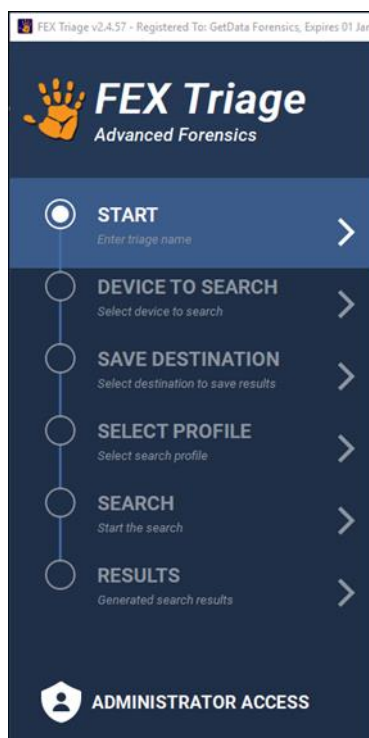 FEX Triage v2.4.57 - Registered To: GetData Forensics, Expires 01 Jan
FEX Triage
Advanced Forensics
START
Enter triage name
DEVICE TO SEARCH
Select device to search
SAVE DESTINATION
Select destination to save results
SELECT PROFILE
Select search profile
SEARCH
Start the search
RESULTS
Generated search results
ADMINISTRATOR ACCESS